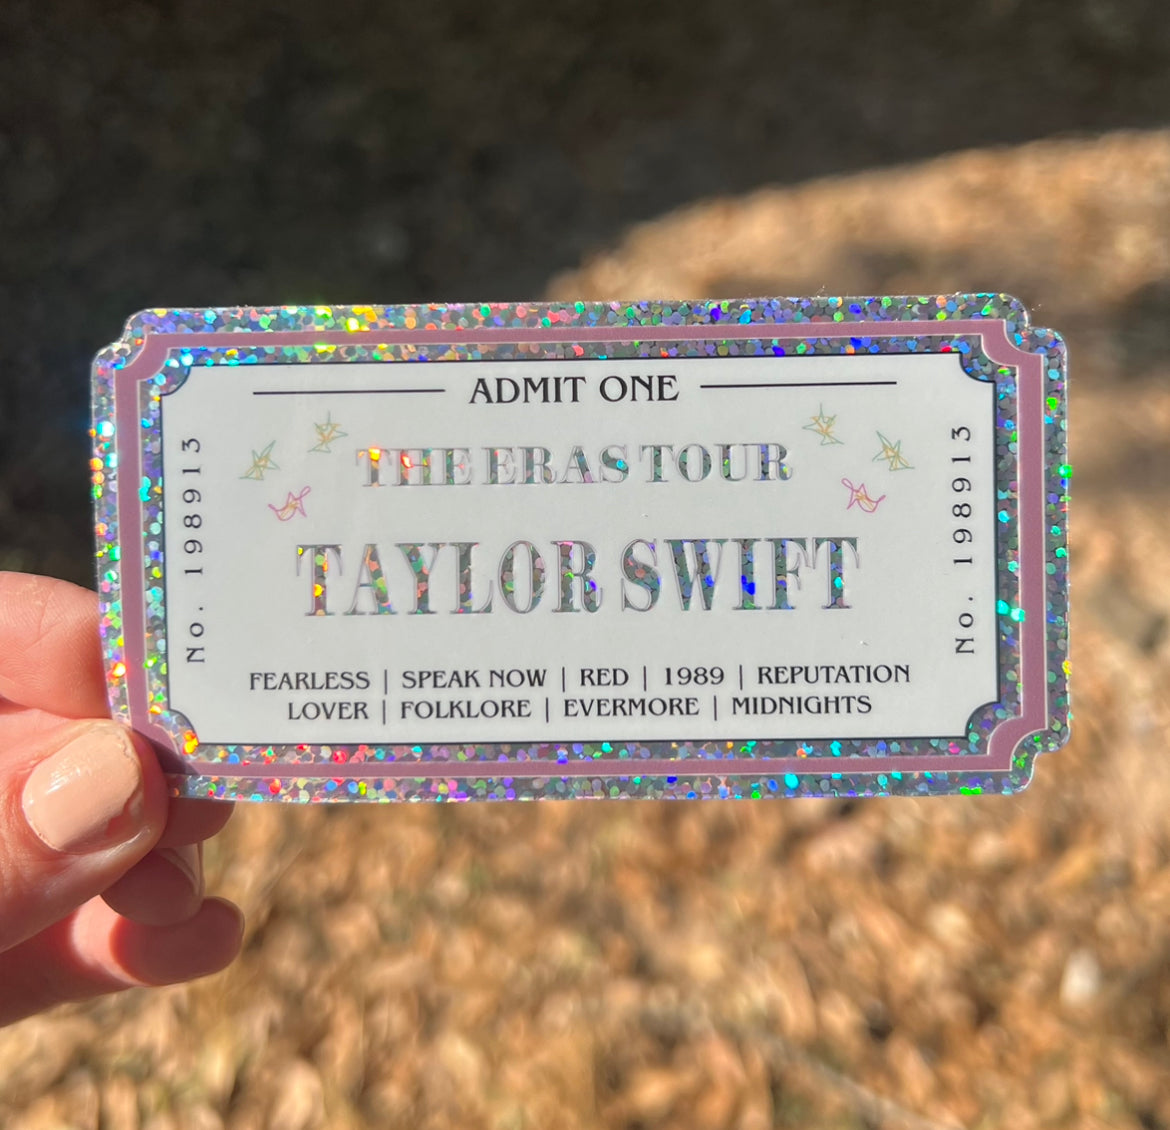 ADMIT ONE
THE ERAS TOUR
TAYLOR SWIFT
FEARLESS | SPEAK NOW | RED | 1989 | REPUTATION
LOVER | FOLKLORE | EVERMORE | MIDNIGHTS
No. 198913
No. 198913